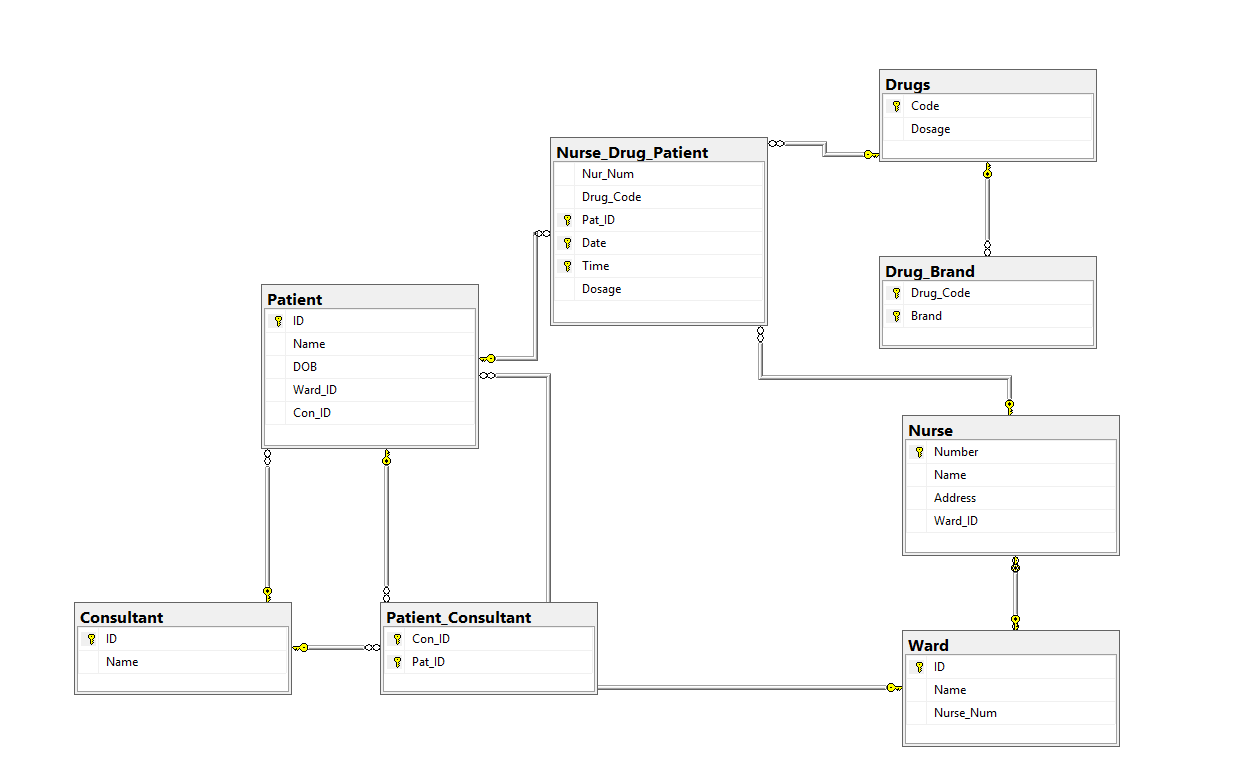 Drugs
Code
Dosage
Nurse_Drug_Patient
Nur_Num
Drug_Code
Pat_ID
Date
Time
Dosage
Drug_Brand
Drug_Code
Brand
Patient
ID
Name
DOB
Ward_ID
Con_ID
Nurse
Number
Name
Address
Ward_ID
Consultant
ID
Name
Patient_Consultant
Con_ID
Pat_ID
Ward
ID
Name
Nurse_Num